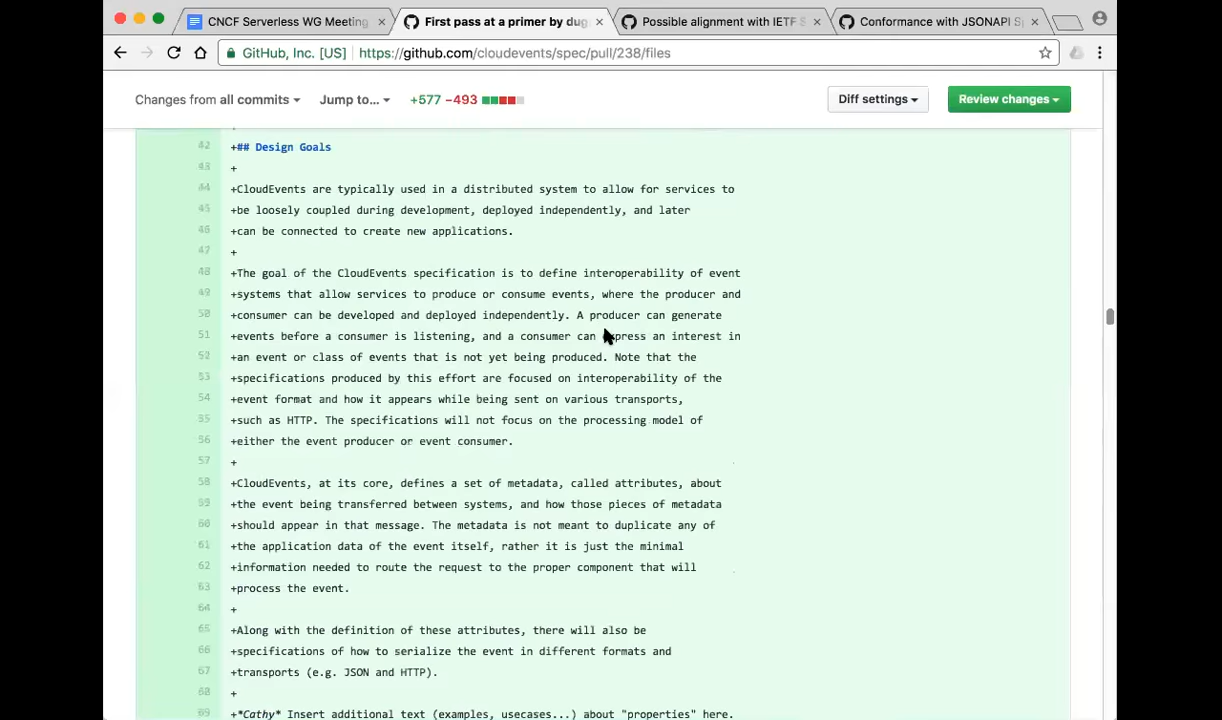 CNCF Serverless WG Meeting
First pass at a primer by dug
Possible alignment with IETF S
Conformance with JSONAPI S
GitHub, Inc. [US] https://github.com/cloudevents/spec/pull/238/files
Changes from all commits Jump to... +577 −493 Diff settings Review changes
42 +## Design Goals
43 +
44 +CloudEvents are typically used in a distributed system to allow for services to
45 +be loosely coupled during development, deployed independently, and later
46 +can be connected to create new applications.
47 +
48 +The goal of the CloudEvents specification is to define interoperability of event
49 +systems that allow services to produce or consume events, where the producer and
50 +consumer can be developed and deployed independently. A producer can generate
51 +events before a consumer is listening, and a consumer can express an interest in
52 +an event or class of events that is not yet being produced. Note that the
53 +specifications produced by this effort are focused on interoperability of the
54 +event format and how it appears while being sent on various transports,
55 +such as HTTP. The specifications will not focus on the processing model of
56 +either the event producer or event consumer.
57 +
58 +CloudEvents, at its core, defines a set of metadata, called attributes, about
59 +the event being transferred between systems, and how those pieces of metadata
60 +should appear in that message. The metadata is not meant to duplicate any of
61 +the application data of the event itself, rather it is just the minimal
62 +information needed to route the request to the proper component that will
63 +process the event.
64 +
65 +Along with the definition of these attributes, there will also be
66 +specifications of how to serialize the event in different formats and
67 +transports (e.g. JSON and HTTP).
68 +
69 +*Cathy* Insert additional text (examples, usecases...) about "properties" here.